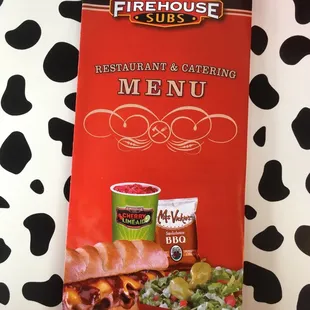 FIREHOUSE
SUBS
RESTAURANT & CATERING
MENU
CHERRY
LIMEADE
Miss Vickie's
BBQ